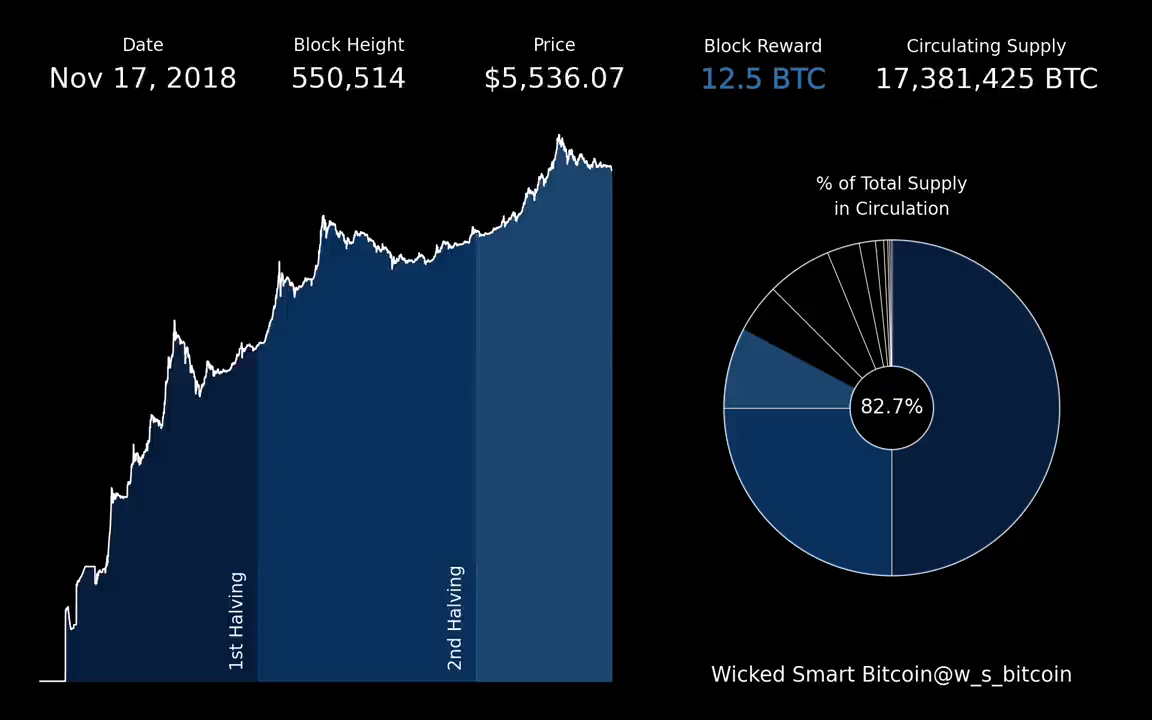 Date
Nov 17, 2018
Block Height
550,514
Price
$5,536.07
Block Reward
12.5 BTC
Circulating Supply
17,381,425 BTC
% of Total Supply
in Circulation
82.7%
1st Halving
2nd Halving
Wicked Smart Bitcoin@w_s_bitcoin